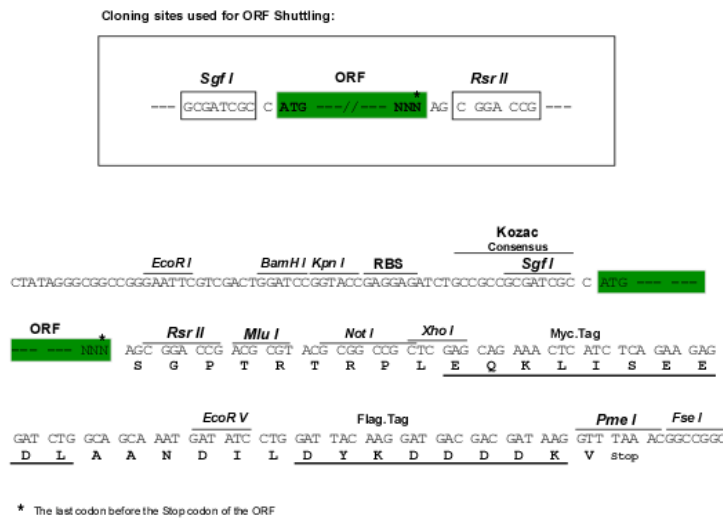 Cloning sites used for ORF Shuttling:
Sgf I ORF Rsr II
*
--- GCGATCGC C ATG ---//--- NNN AG C GGA CCG ---
Kozac
Consensus
EcoR I BamH I Kpn I RBS Sgf I
CTATAGGGCGGCCGGGAATTCGTCGACTGGATCCGGTACCGAGGAGATCTGCCGCCGCGATCGC C ATG --- ---
ORF * Rsr II Mlu I Not I Xho I Myc.Tag
--- --- NNN AGC GGA CCG ACG CGT ACG CGG CCG CTC GAG CAG AAA CTC ATC TCA GAA GAG
S G P T R T R P L E Q K L I S E E
EcoR V Flag.Tag Pme I Fse I
GAT CTG GCA GCA AAT GAT ATC CTG GAT TAC AAG GAT GAC GAC GAT AAG GTT TAA ACGGCCGGC
D L A A N D I L D Y K D D D D K V Stop
* The last codon before the Stop codon of the ORF